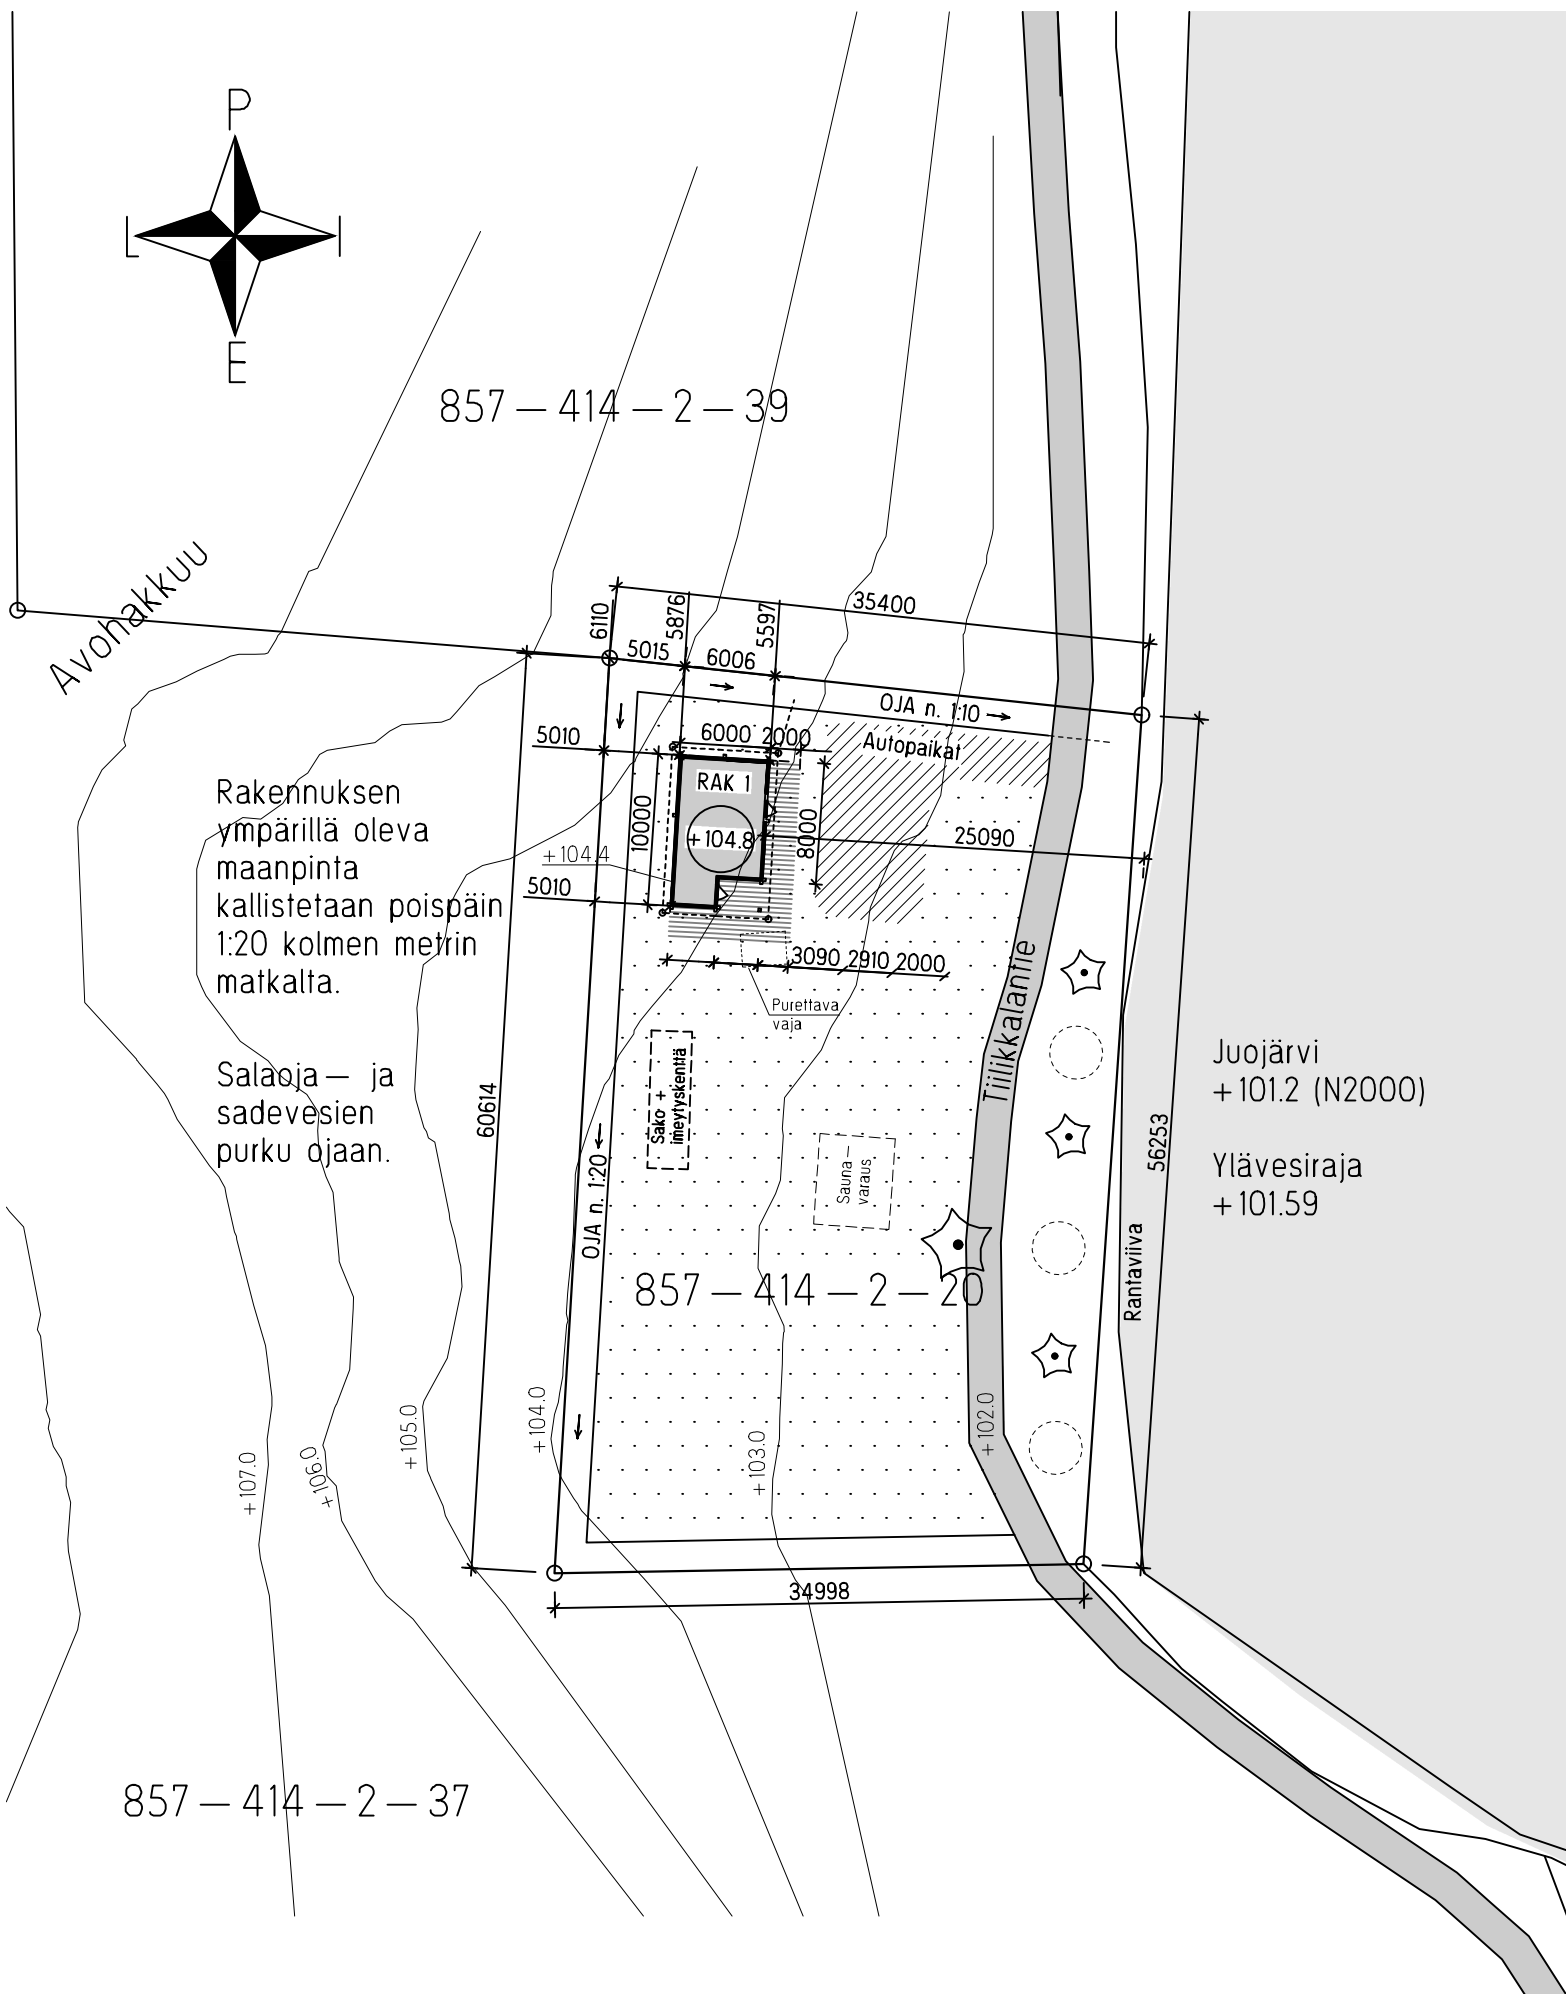 P
L
I
E
857-414-2-39
Avohakkuu
35400
6110
5876
5597
5015
6006
OJA n. 1:10
5010
6000
2000
Autopaikat
RAK 1
10000
+104.8
8000
25090
+104.4
5010
Rakennuksen
ympärillä oleva
maanpinta
kallistetaan poispäin
1:20 kolmen metrin
matkalta.
3090
2910
2000
Purettava
vaja
Tiilikkalantie
Salaoja- ja
sadevesien
purku ojaan.
60614
Sako +
imeytyskenttä
OJA n. 1:20
Sauna-
varaus
56253
Rantaviiva
Juojärvi
+101.2 (N2000)
Ylävesiraja
+101.59
857-414-2-20
+107.0
+106.0
+105.0
+104.0
+103.0
+102.0
34998
857-414-2-37